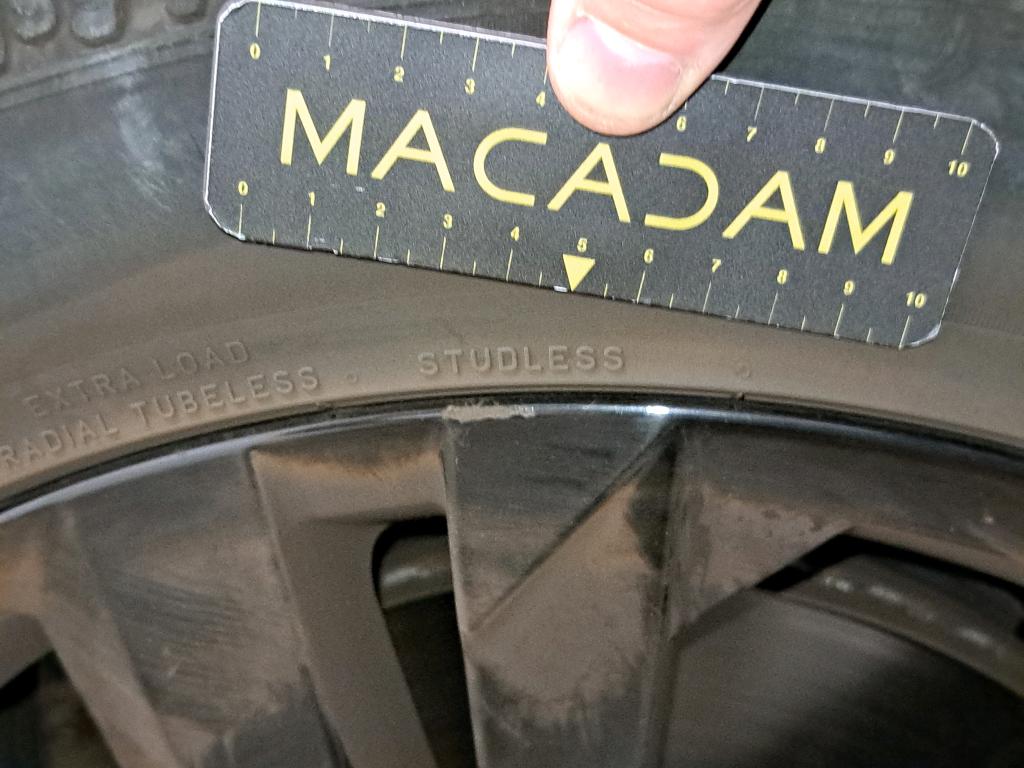 0 1 2 3 4 6 7 8 9 10
MACADAM
0 1 2 3 4 5 6 7 8 9 10
EXTRA LOAD
RADIAL TUBELESS
STUDLESS